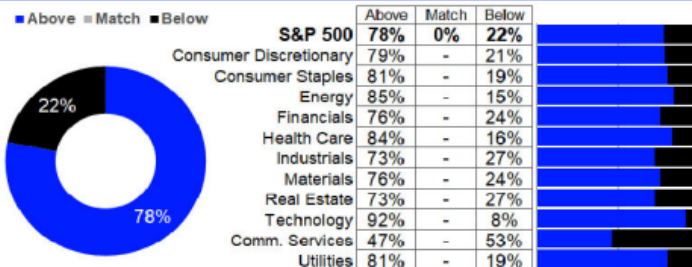 Above Match Below
Above Match Below
S&P 500 78% 0% 22%
Consumer Discretionary 79% - 21%
Consumer Staples 81% - 19%
Energy 85% - 15%
Financials 76% - 24%
Health Care 84% - 16%
Industrials 73% - 27%
Materials 76% - 24%
Real Estate 73% - 27%
Technology 92% - 8%
Comm. Services 47% - 53%
Utilities 81% - 19%
22%
78%